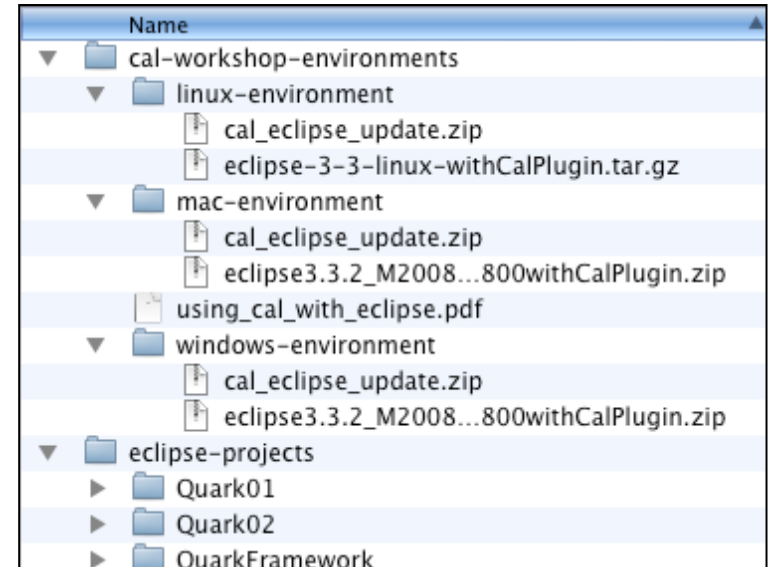 Name
cal-workshop-environments
linux-environment
cal_eclipse_update.zip
eclipse-3-3-linux-withCalPlugin.tar.gz
mac-environment
cal_eclipse_update.zip
eclipse3.3.2_M2008...800withCalPlugin.zip
using_cal_with_eclipse.pdf
windows-environment
cal_eclipse_update.zip
eclipse3.3.2_M2008...800withCalPlugin.zip
eclipse-projects
Quark01
Quark02
QuarkFramework